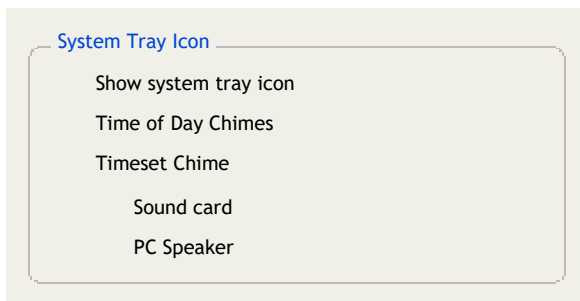 System Tray Icon
Show system tray icon
Time of Day Chimes
Timeset Chime
Sound card
PC Speaker